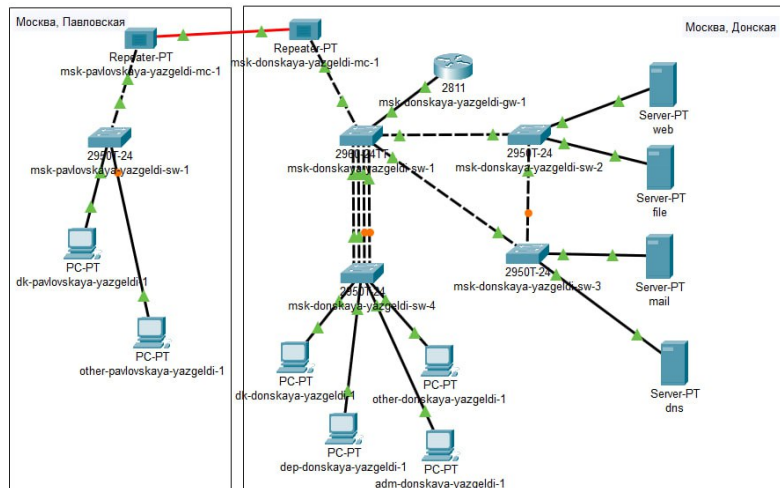 Москва, Павловская
Repeater-PT
msk-pavlovskaya-yazgeldi-mc-1
2950T-24
msk-pavlovskaya-yazgeldi-sw-1
PC-PT
dk-pavlovskaya-yazgeldi-1
PC-PT
other-pavlovskaya-yazgeldi-1
Москва, Донская
Repeater-PT
msk-donskaya-yazgeldi-mc-1
2811
msk-donskaya-yazgeldi-gw-1
2960-24TT
msk-donskaya-yazgeldi-sw-1
2950T-24
msk-donskaya-yazgeldi-sw-2
Server-PT
web
Server-PT
file
2950T-24
msk-donskaya-yazgeldi-sw-3
Server-PT
mail
Server-PT
dns
2950T-24
msk-donskaya-yazgeldi-sw-4
PC-PT
dk-donskaya-yazgeldi-1
PC-PT
other-donskaya-yazgeldi-1
PC-PT
dep-donskaya-yazgeldi-1
PC-PT
adm-donskaya-yazgeldi-1